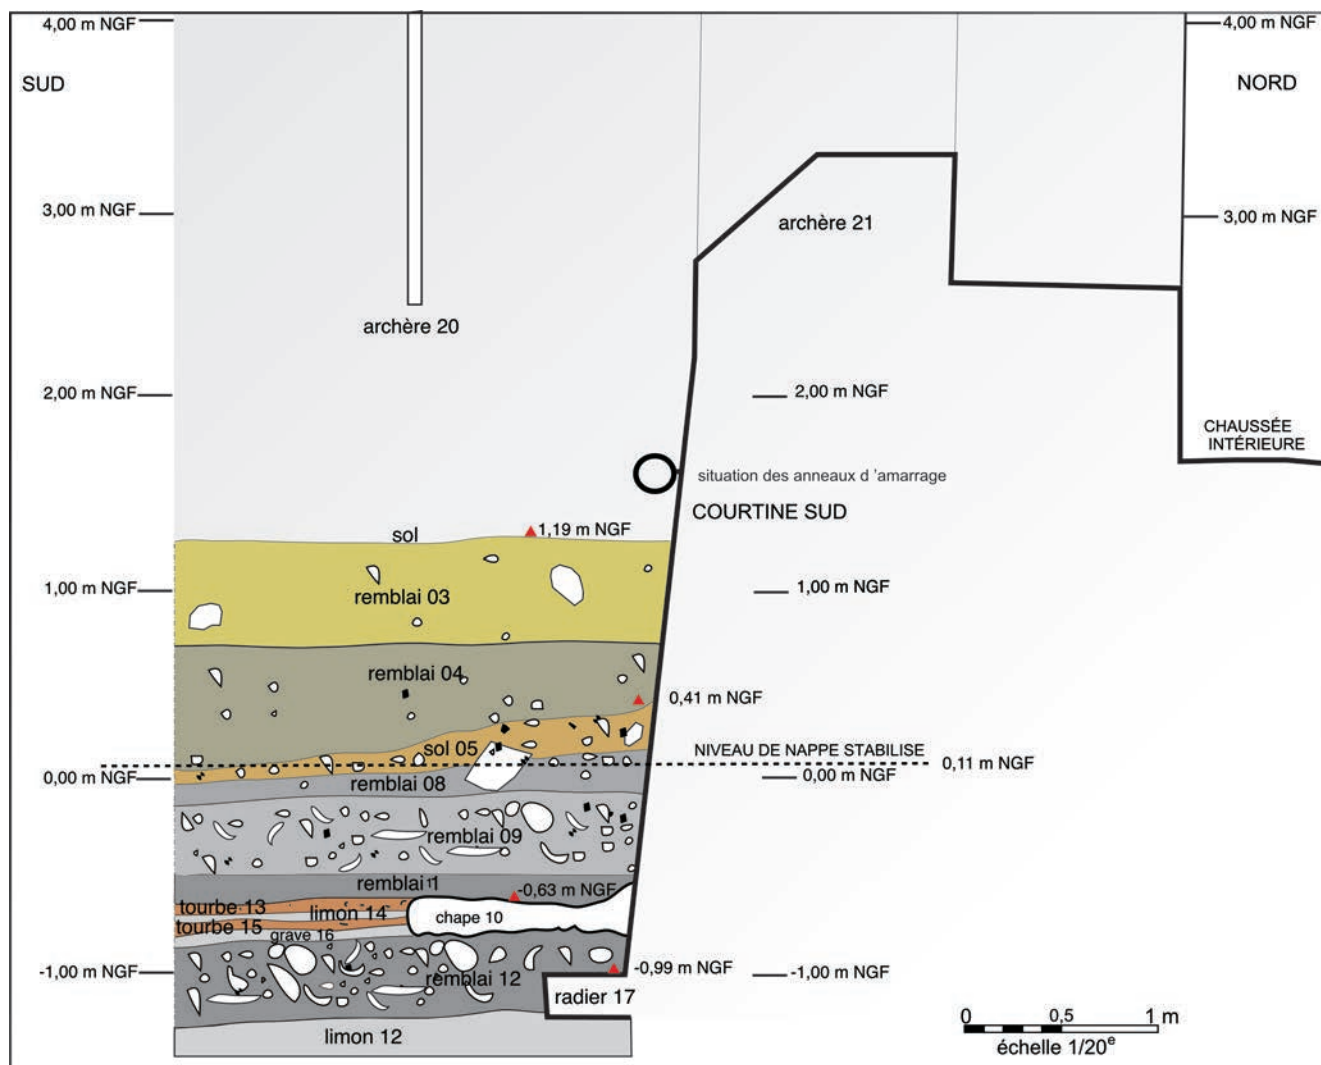 4,00 m NGF
4,00 m NGF
SUD
NORD
3,00 m NGF
archère 21
3,00 m NGF
archère 20
2,00 m NGF
2,00 m NGF
CHAUSSÉE
INTÉRIEURE
situation des anneaux d 'amarrage
COURTINE SUD
sol
1,19 m NGF
1,00 m NGF
remblai 03
1,00 m NGF
remblai 04
0,41 m NGF
sol 05
NIVEAU DE NAPPE STABILISE
0,11 m NGF
0,00 m NGF
remblai 08
0,00 m NGF
remblai 09
remblai 11
-0,63 m NGF
tourbe 13
limon 14
chape 10
tourbe 15
grave 16
-1,00 m NGF
remblai 12
-0,99 m NGF
-1,00 m NGF
radier 17
limon 12
0 0,5 1 m
échelle 1/20e